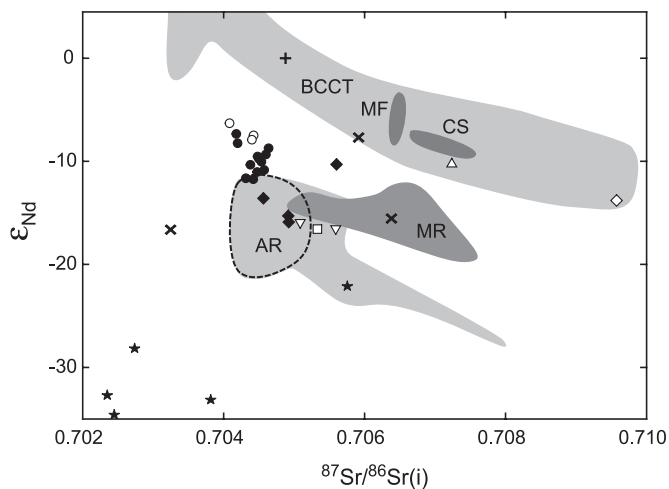 0
BCCT
MF
CS
-10
εNd
AR
MR
-20
-30
0.702
0.704
0.706
0.708
0.710
⁸⁷Sr/⁸⁶Sr(i)